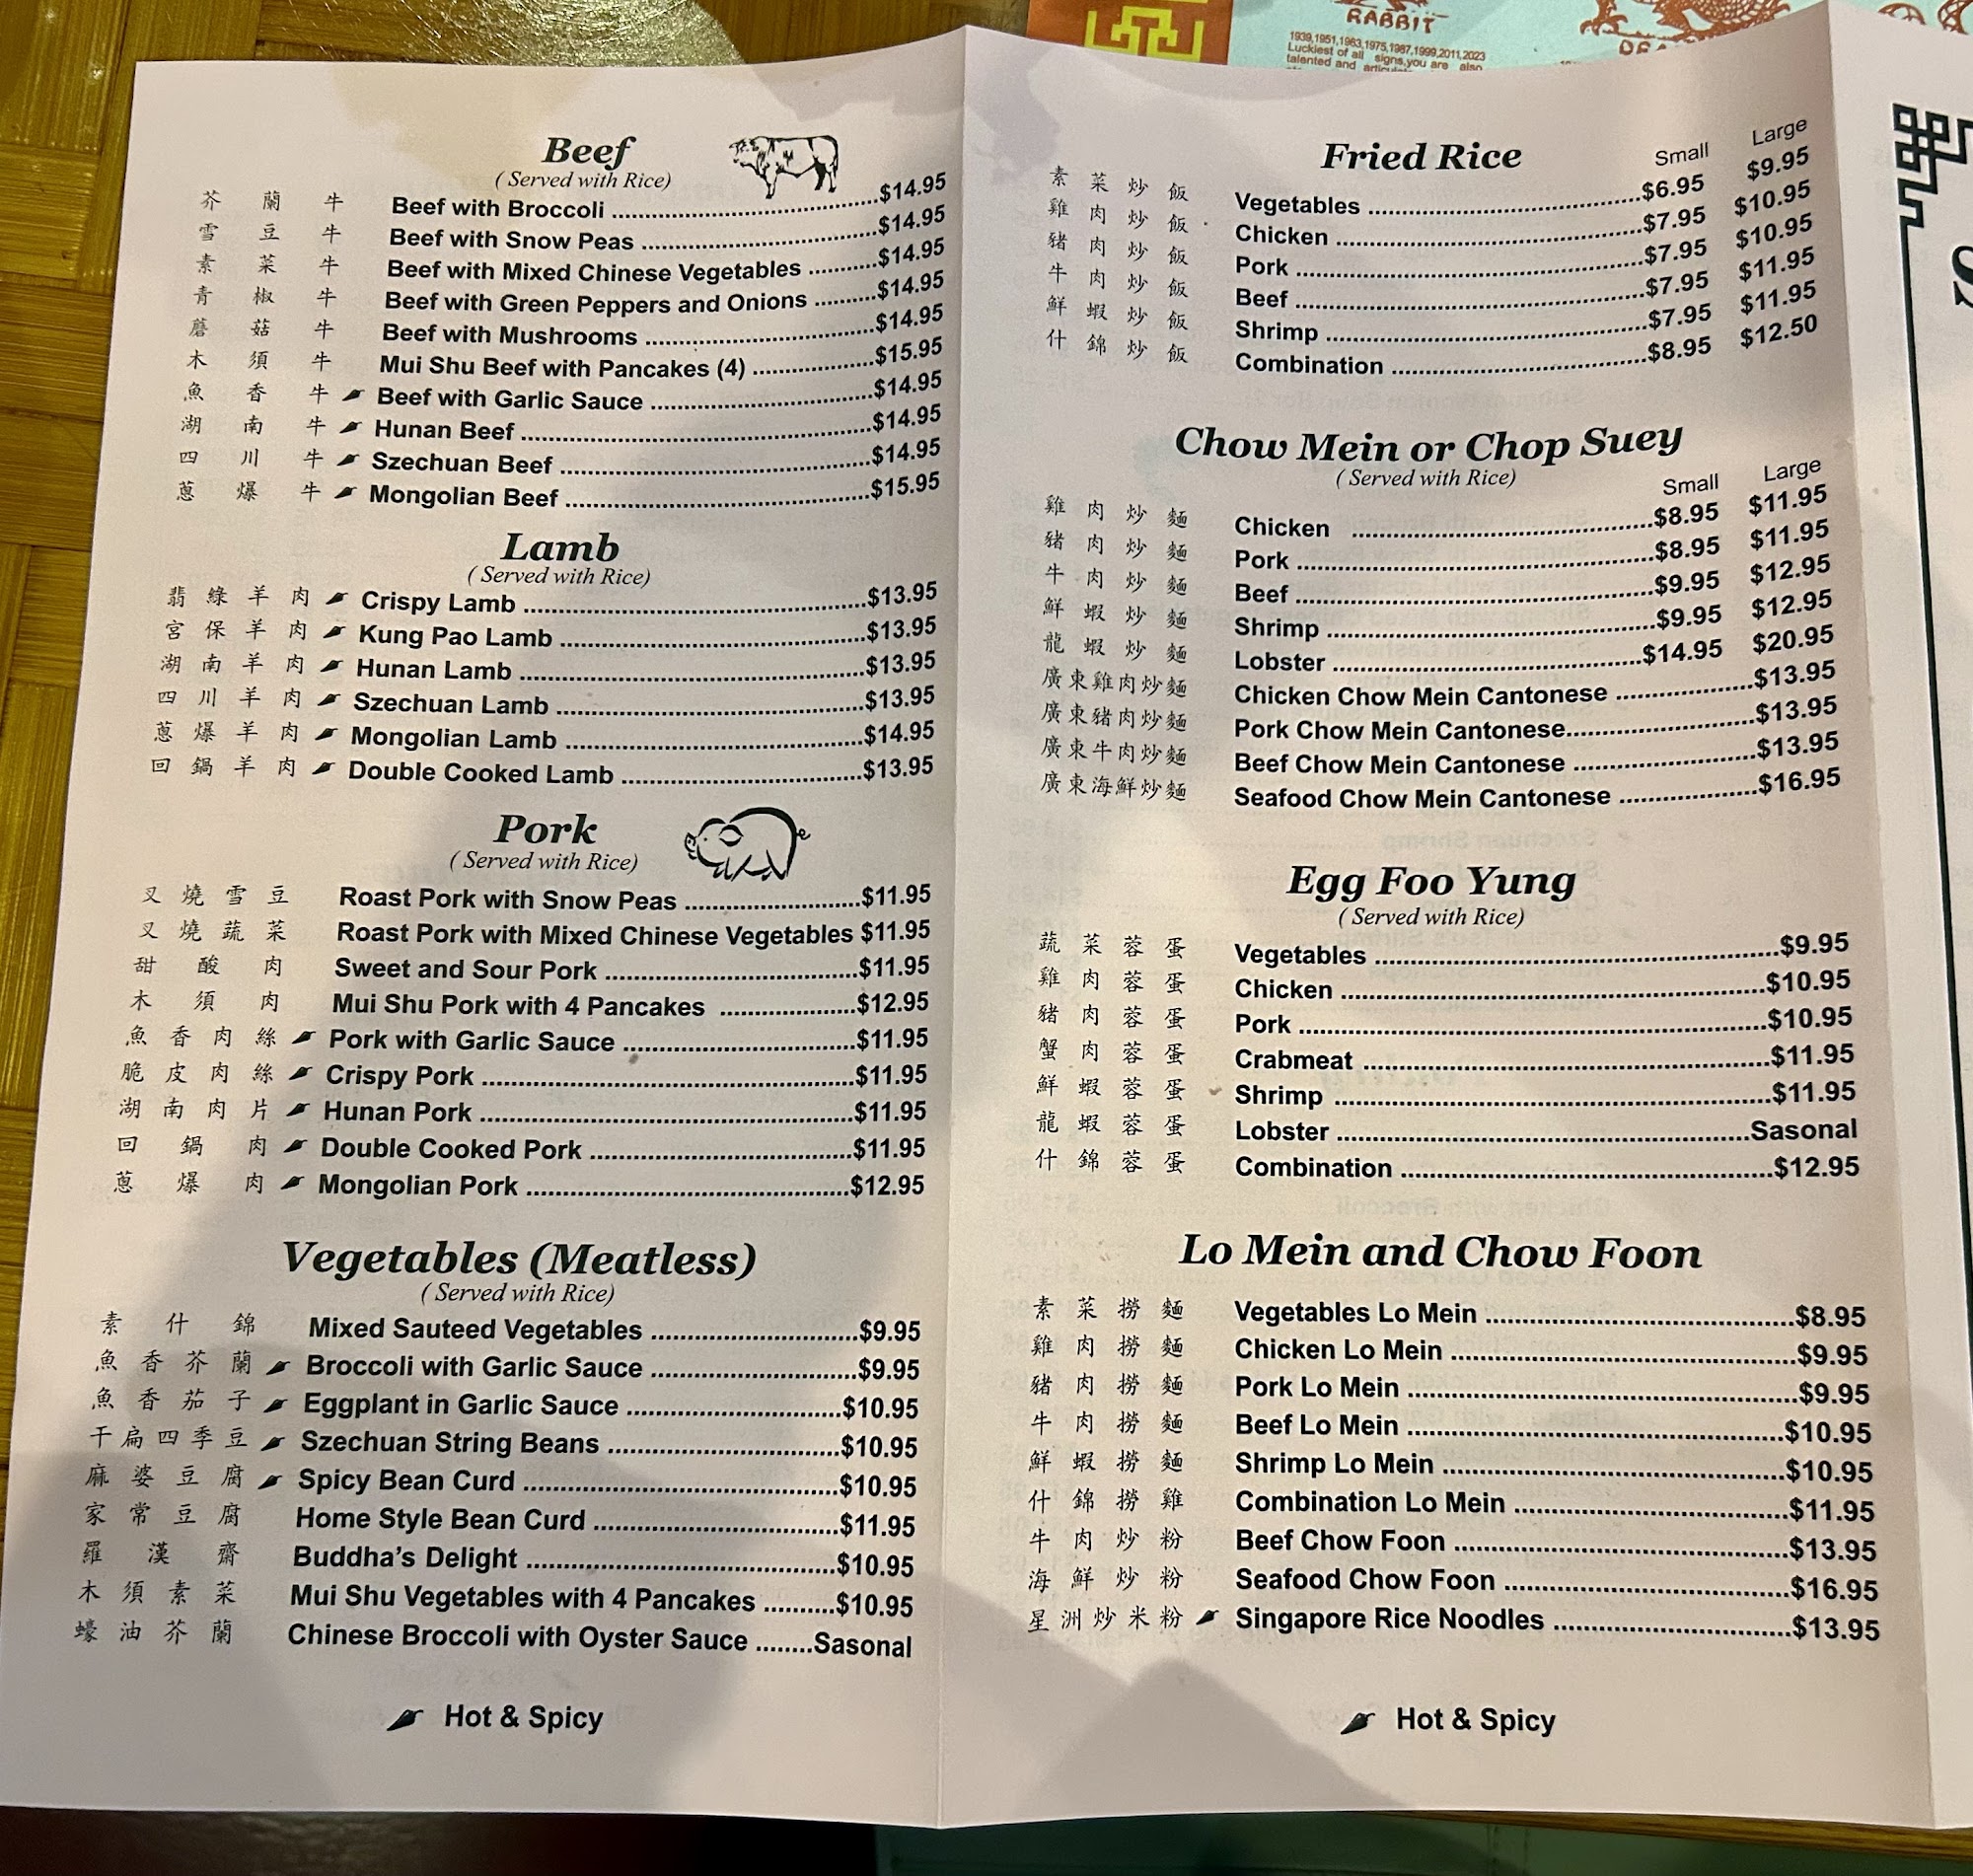 RABBIT
1939,1951,1963,1975,1987,1999,2011,2023
Luckiest of all signs,you are also
talented and
Beef
( Served with Rice)
芥蘭牛 Beef with Broccoli ........ $14.95
雪豆牛 Beef with Snow Peas ........ $14.95
素菜牛 Beef with Mixed Chinese Vegetables ........ $14.95
青椒牛 Beef with Green Peppers and Onions ........ $14.95
蘑菇牛 Beef with Mushrooms ........ $14.95
木須牛 Mui Shu Beef with Pancakes (4) ........ $15.95
魚香牛 Beef with Garlic Sauce ........ $14.95
湖南牛 Hunan Beef ........ $14.95
四川牛 Szechuan Beef ........ $14.95
蔥爆牛 Mongolian Beef ........ $15.95
Lamb
( Served with Rice)
翡綠羊肉 Crispy Lamb ........ $13.95
宮保羊肉 Kung Pao Lamb ........ $13.95
湖南羊肉 Hunan Lamb ........ $13.95
四川羊肉 Szechuan Lamb ........ $13.95
蔥爆羊肉 Mongolian Lamb ........ $14.95
回鍋羊肉 Double Cooked Lamb ........ $13.95
Pork
( Served with Rice)
叉燒雪豆 Roast Pork with Snow Peas ........ $11.95
叉燒蔬菜 Roast Pork with Mixed Chinese Vegetables $11.95
甜酸肉 Sweet and Sour Pork ........ $11.95
木須肉 Mui Shu Pork with 4 Pancakes ........ $12.95
魚香肉絲 Pork with Garlic Sauce ........ $11.95
脆皮肉絲 Crispy Pork ........ $11.95
湖南肉片 Hunan Pork ........ $11.95
回鍋肉 Double Cooked Pork ........ $11.95
蔥爆肉 Mongolian Pork ........ $12.95
Vegetables (Meatless)
( Served with Rice)
素什錦 Mixed Sauteed Vegetables ........ $9.95
魚香芥蘭 Broccoli with Garlic Sauce ........ $9.95
魚香茄子 Eggplant in Garlic Sauce ........ $10.95
干扁四季豆 Szechuan String Beans ........ $10.95
麻婆豆腐 Spicy Bean Curd ........ $10.95
家常豆腐 Home Style Bean Curd ........ $11.95
羅漢齋 Buddha's Delight ........ $10.95
木須素菜 Mui Shu Vegetables with 4 Pancakes ........ $10.95
蠔油芥蘭 Chinese Broccoli with Oyster Sauce ........ Sasonal
Hot & Spicy
Fried Rice
Small Large
素菜炒飯 Vegetables ........ $6.95 $9.95
雞肉炒飯 Chicken ........ $7.95 $10.95
豬肉炒飯 Pork ........ $7.95 $10.95
牛肉炒飯 Beef ........ $7.95 $11.95
鮮蝦炒飯 Shrimp ........ $7.95 $11.95
什錦炒飯 Combination ........ $8.95 $12.50
Chow Mein or Chop Suey
( Served with Rice)
Small Large
雞肉炒麵 Chicken ........ $8.95 $11.95
豬肉炒麵 Pork ........ $8.95 $11.95
牛肉炒麵 Beef ........ $9.95 $12.95
鮮蝦炒麵 Shrimp ........ $9.95 $12.95
龍蝦炒麵 Lobster ........ $14.95 $20.95
廣東雞肉炒麵 Chicken Chow Mein Cantonese ........ $13.95
廣東豬肉炒麵 Pork Chow Mein Cantonese ........ $13.95
廣東牛肉炒麵 Beef Chow Mein Cantonese ........ $13.95
廣東海鮮炒麵 Seafood Chow Mein Cantonese ........ $16.95
Egg Foo Yung
( Served with Rice)
蔬菜蓉蛋 Vegetables ........ $9.95
雞肉蓉蛋 Chicken ........ $10.95
豬肉蓉蛋 Pork ........ $10.95
蟹肉蓉蛋 Crabmeat ........ $11.95
鮮蝦蓉蛋 Shrimp ........ $11.95
龍蝦蓉蛋 Lobster ........ Sasonal
什錦蓉蛋 Combination ........ $12.95
Lo Mein and Chow Foon
素菜撈麵 Vegetables Lo Mein ........ $8.95
雞肉撈麵 Chicken Lo Mein ........ $9.95
豬肉撈麵 Pork Lo Mein ........ $9.95
牛肉撈麵 Beef Lo Mein ........ $10.95
鮮蝦撈麵 Shrimp Lo Mein ........ $10.95
什錦撈雞 Combination Lo Mein ........ $11.95
牛肉炒粉 Beef Chow Foon ........ $13.95
海鮮炒粉 Seafood Chow Foon ........ $16.95
星洲炒米粉 Singapore Rice Noodles ........ $13.95
Hot & Spicy